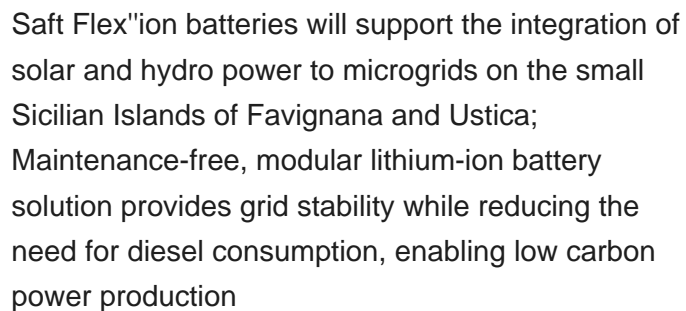 Saft Flex"ion batteries will support the integration of
solar and hydro power to microgrids on the small
Sicilian Islands of Favignana and Ustica;
Maintenance-free, modular lithium-ion battery
solution provides grid stability while reducing the
need for diesel consumption, enabling low carbon
power production